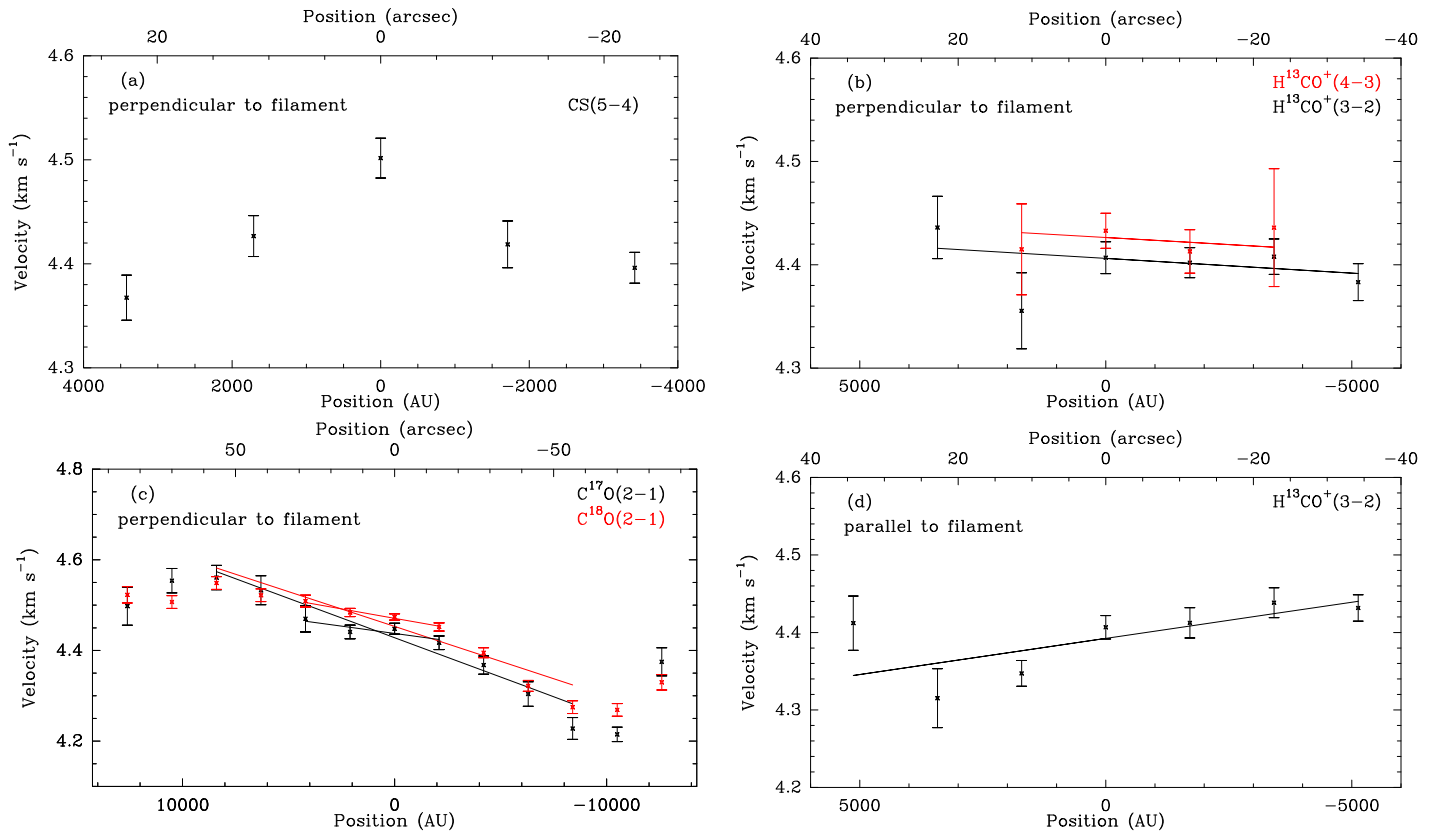 Position (arcsec)
20 0 −20
4.6
4.5
4.4
4.3
Velocity (km s⁻¹)
(a)
perpendicular to filament CS(5−4)
4000 2000 0 −2000 −4000
Position (AU)
Position (arcsec)
40 20 0 −20 −40
4.6
4.5
4.4
4.3
Velocity (km s⁻¹)
(b) H¹³CO⁺(4−3)
perpendicular to filament H¹³CO⁺(3−2)
5000 0 −5000
Position (AU)
Position (arcsec)
50 0 −50
4.8
4.6
4.4
4.2
Velocity (km s⁻¹)
(c) C¹⁷O(2−1)
perpendicular to filament C¹⁸O(2−1)
10000 0 −10000
Position (AU)
Position (arcsec)
40 20 0 −20 −40
4.6
4.5
4.4
4.3
4.2
Velocity (km s⁻¹)
(d) H¹³CO⁺(3−2)
parallel to filament
5000 0 −5000
Position (AU)